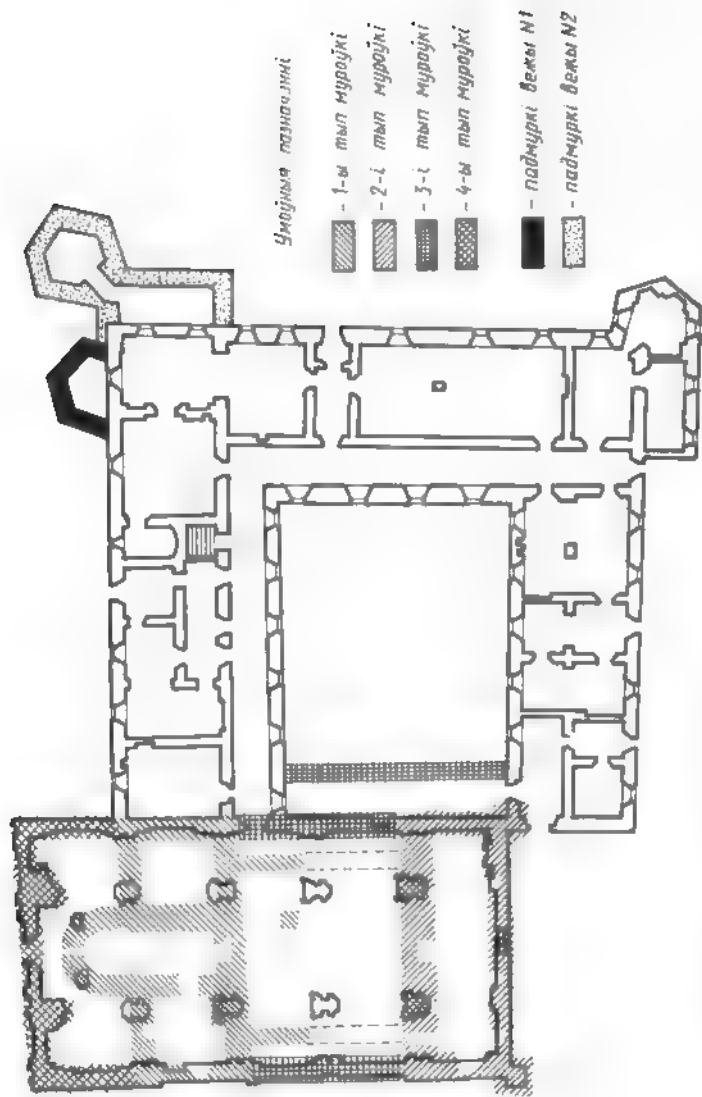 Умоўныя пазначэнні
- 1-ы тып муроўкі
- 2-і тып муроўкі
- 3-і тып муроўкі
- 4-ы тып муроўкі
- падмуркі вежы N1
- падмуркі вежы N2